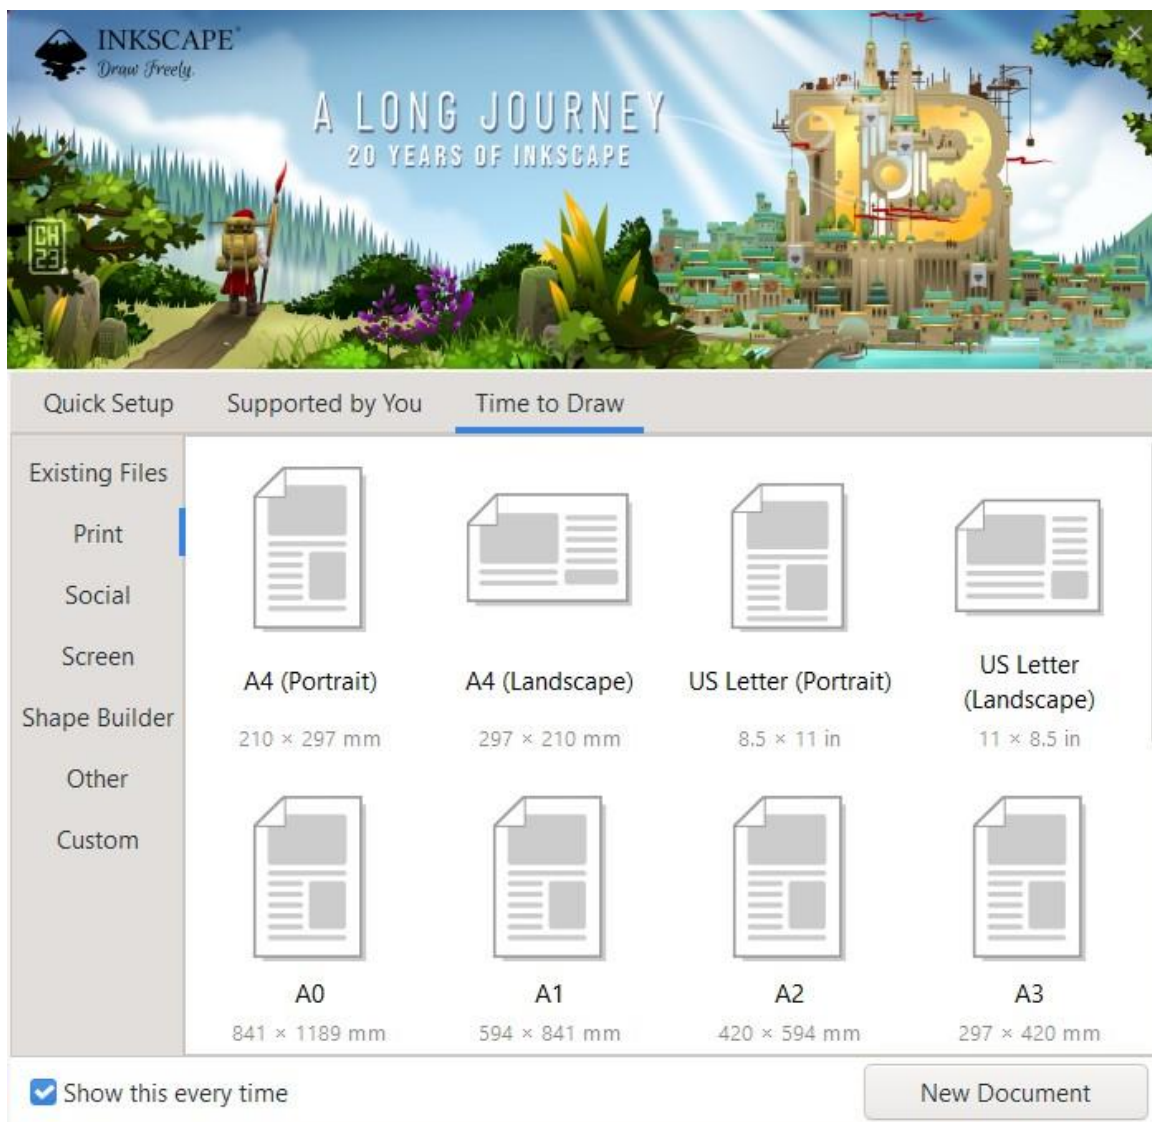 INKSCAPE
Draw Freely.
A LONG JOURNEY
20 YEARS OF INKSCAPE
CH
23
Quick Setup
Supported by You
Time to Draw
Existing Files
Print
Social
Screen
Shape Builder
Other
Custom
A4 (Portrait)
210 × 297 mm
A4 (Landscape)
297 × 210 mm
US Letter (Portrait)
8.5 × 11 in
US Letter
(Landscape)
11 × 8.5 in
A0
841 × 1189 mm
A1
594 × 841 mm
A2
420 × 594 mm
A3
297 × 420 mm
Show this every time
New Document